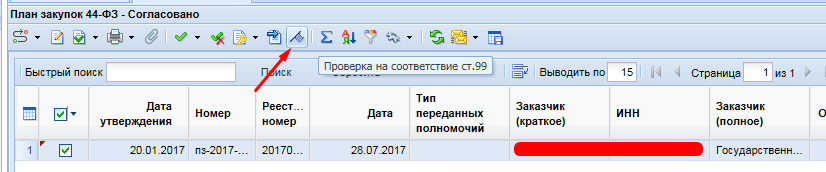 План закупок 44-ФЗ - Согласовано
Быстрый поиск Поиск
Проверка на соответствие ст.99
Выводить по 15 Страница 1 из 1
Дата утверждения Номер Реест... номер Дата Тип переданных полномочий Заказчик (краткое) ИНН Заказчик (полное) О
1 20.01.2017 пз-2017-... 20170... 28.07.2017 Государственн...